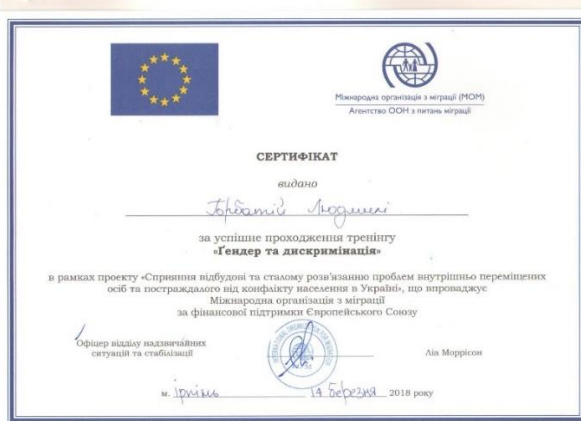 Міжнародна організація з міграції (МОМ)
Агентство ООН з питань міграції
СЕРТИФІКАТ
видано
Горбатій Людмилі
за успішне проходження тренінгу
«Ґендер та дискримінація»
в рамках проекту «Сприяння відбудові та сталому розв'язанню проблем внутрішньо переміщених
осіб та постраждалого від конфлікту населення в Україні», що впроваджує
Міжнародна організація з міграції
за фінансової підтримки Європейського Союзу
Офіцер відділу надзвичайних
ситуацій та стабілізації
Ліа Моррісон
м. Ірпінь 14 березня 2018 року